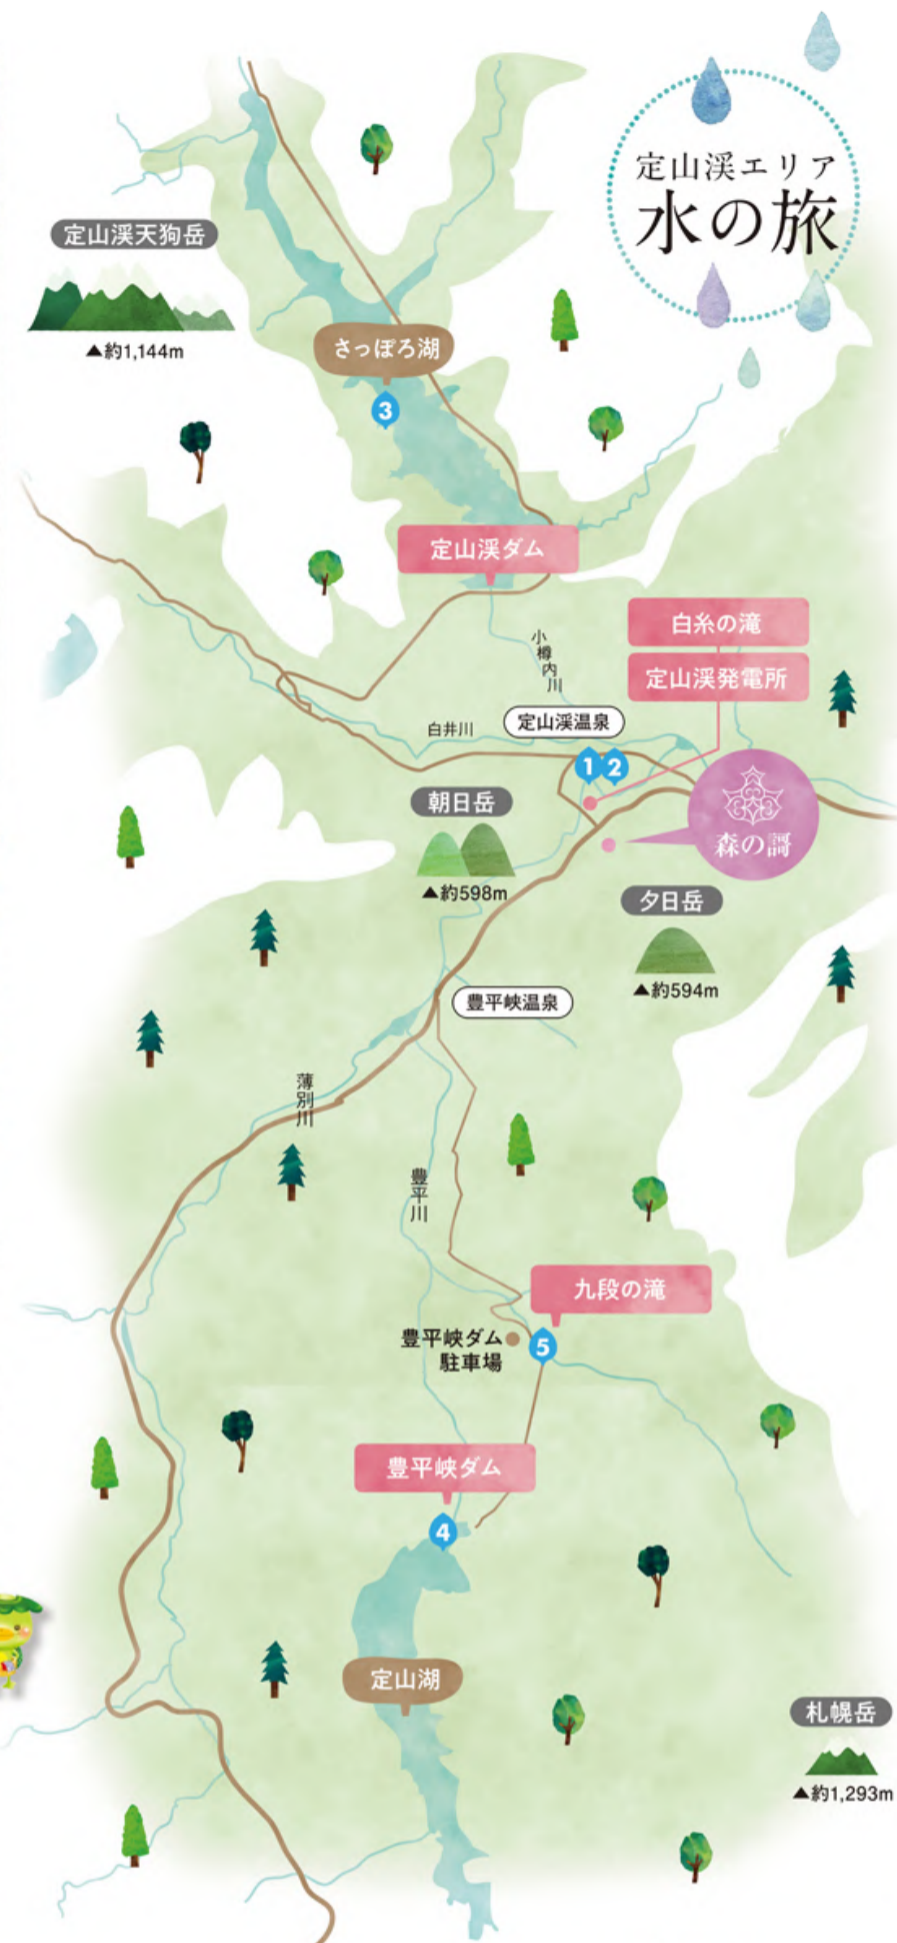 定山渓エリア
水の旅
定山渓天狗岳
▲約1,144m
さっぽろ湖
3
定山渓ダム
小樽内川
白糸の滝
定山渓発電所
定山渓温泉
白井川
1 2
朝日岳
▲約598m
森の謌
夕日岳
▲約594m
豊平峡温泉
薄別川
豊平川
九段の滝
豊平峡ダム
駐車場
5
豊平峡ダム
4
定山湖
札幌岳
▲約1,293m